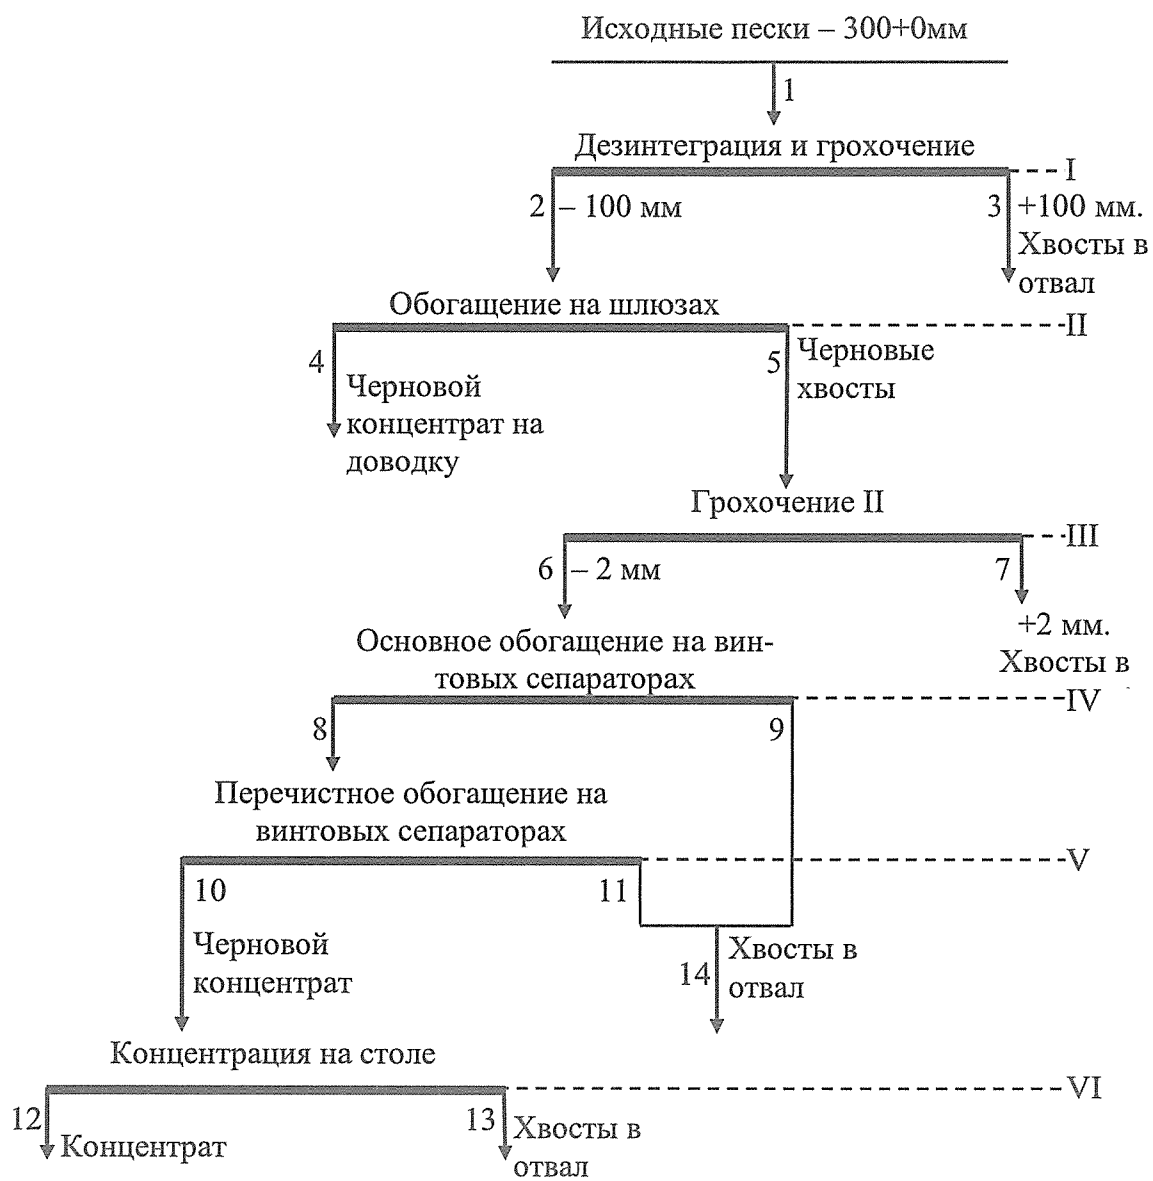 Исходные пески – 300+0мм
1
Дезинтеграция и грохочение
I
2
– 100 мм
3
+100 мм.
Хвосты в
отвал
Обогащение на шлюзах
II
4
Черновой
концентрат на
доводку
5
Черновые
хвосты
Грохочение II
III
6
– 2 мм
7
+2 мм.
Хвосты в
Основное обогащение на вин-
товых сепараторах
IV
8
9
Перечистное обогащение на
винтовых сепараторах
V
10
11
Черновой
концентрат
14
Хвосты в
отвал
Концентрация на столе
VI
12
Концентрат
13
Хвосты в
отвал